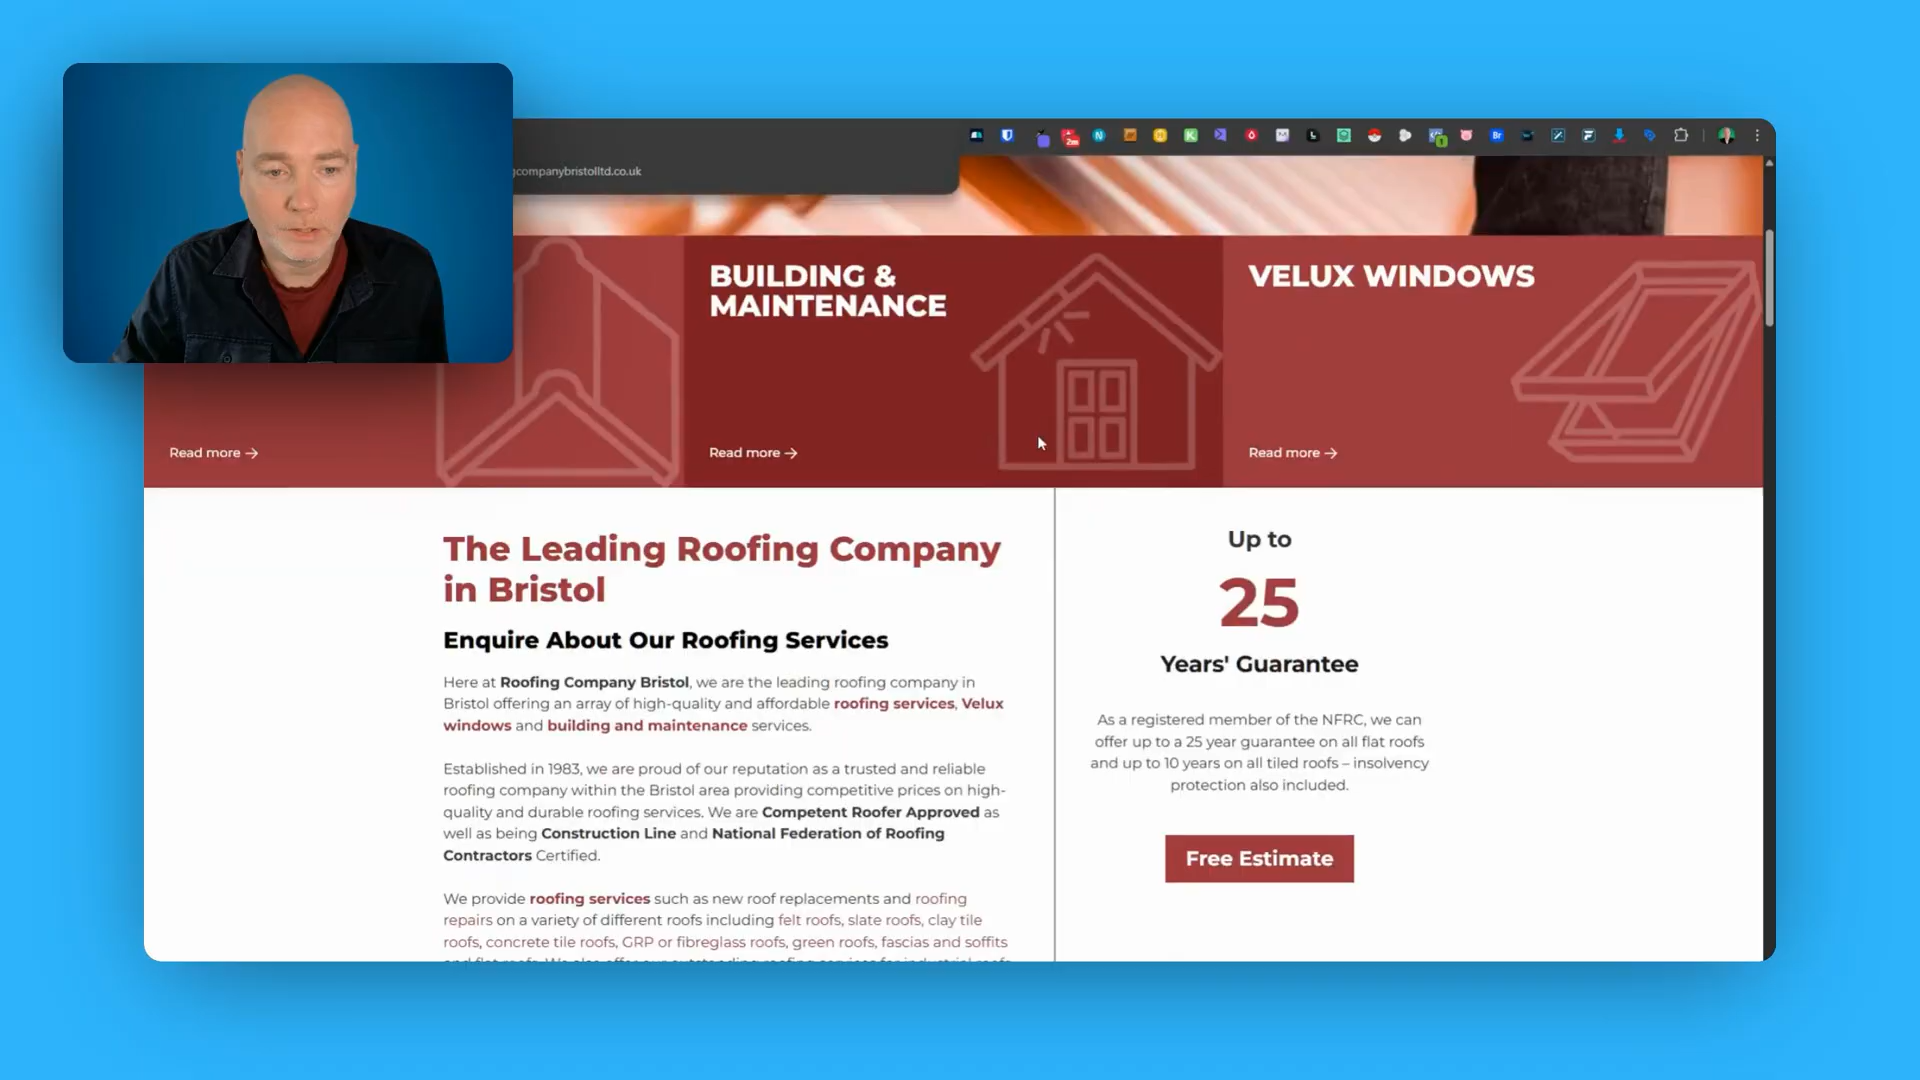 companybristolltd.co.uk
2m
N
K
Br
1
BUILDING &
MAINTENANCE
VELUX WINDOWS
Read more →
Read more →
Read more →
The Leading Roofing Company
in Bristol
Enquire About Our Roofing Services
Here at Roofing Company Bristol, we are the leading roofing company in
Bristol offering an array of high-quality and affordable roofing services, Velux
windows and building and maintenance services.
Established in 1983, we are proud of our reputation as a trusted and reliable
roofing company within the Bristol area providing competitive prices on high-
quality and durable roofing services. We are Competent Roofer Approved as
well as being Construction Line and National Federation of Roofing
Contractors Certified.
We provide roofing services such as new roof replacements and roofing
repairs on a variety of different roofs including felt roofs, slate roofs, clay tile
roofs, concrete tile roofs, GRP or fibreglass roofs, green roofs, fascias and soffits
Up to
25
Years' Guarantee
As a registered member of the NFRC, we can
offer up to a 25 year guarantee on all flat roofs
and up to 10 years on all tiled roofs – insolvency
protection also included.
Free Estimate